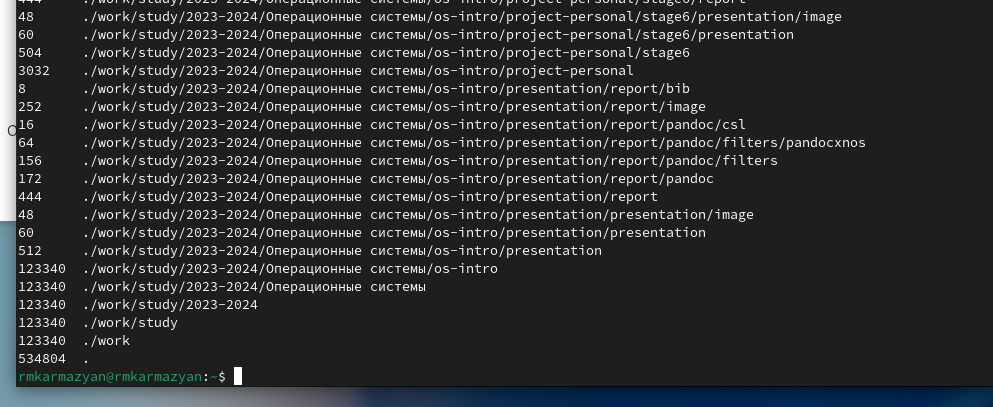 48 ./work/study/2023-2024/Операционные системы/os-intro/project-personal/stage6/presentation/image
60 ./work/study/2023-2024/Операционные системы/os-intro/project-personal/stage6/presentation
504 ./work/study/2023-2024/Операционные системы/os-intro/project-personal/stage6
3032 ./work/study/2023-2024/Операционные системы/os-intro/project-personal
8 ./work/study/2023-2024/Операционные системы/os-intro/presentation/report/bib
252 ./work/study/2023-2024/Операционные системы/os-intro/presentation/report/image
16 ./work/study/2023-2024/Операционные системы/os-intro/presentation/report/pandoc/csl
64 ./work/study/2023-2024/Операционные системы/os-intro/presentation/report/pandoc/filters/pandocxnos
156 ./work/study/2023-2024/Операционные системы/os-intro/presentation/report/pandoc/filters
172 ./work/study/2023-2024/Операционные системы/os-intro/presentation/report/pandoc
444 ./work/study/2023-2024/Операционные системы/os-intro/presentation/report
48 ./work/study/2023-2024/Операционные системы/os-intro/presentation/presentation/image
60 ./work/study/2023-2024/Операционные системы/os-intro/presentation/presentation
512 ./work/study/2023-2024/Операционные системы/os-intro/presentation
123340 ./work/study/2023-2024/Операционные системы/os-intro
123340 ./work/study/2023-2024/Операционные системы
123340 ./work/study/2023-2024
123340 ./work/study
123340 ./work
534804 .
rmkarmazyan@rmkarmazyan:~$